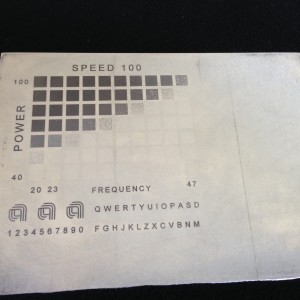 SPEED 100
100
POWER
40
20 23 FREQUENCY 47
QWERTYUIOPASD
1234567890 FGHJKLZXCVBNM